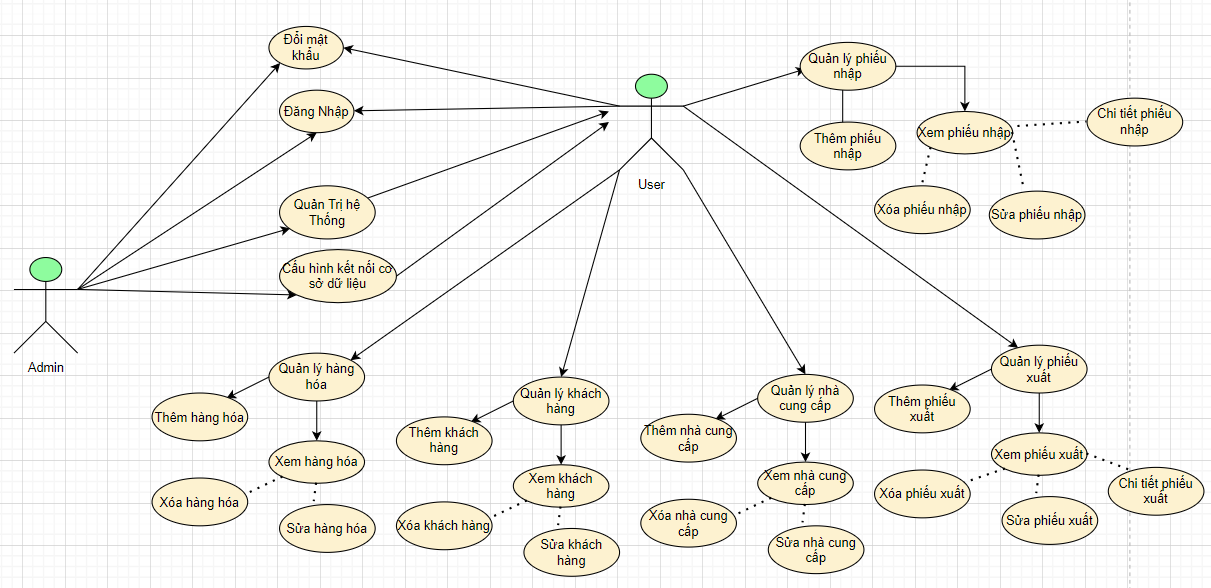 Đổi mật
khẩu
Đăng Nhập
Quản Trị hệ
Thống
Cấu hình kết nối cơ
sở dữ liệu
Admin
User
Quản lý phiếu
nhập
Thêm phiếu
nhập
Xem phiếu nhập
Chi tiết phiếu
nhập
Xóa phiếu nhập
Sửa phiếu nhập
Quản lý hàng
hóa
Thêm hàng hóa
Xem hàng hóa
Xóa hàng hóa
Sửa hàng hóa
Quản lý khách
hàng
Thêm khách
hàng
Xem khách
hàng
Xóa khách hàng
Sửa khách
hàng
Quản lý nhà
cung cấp
Thêm nhà cung
cấp
Xem nhà cung
cấp
Xóa nhà cung
cấp
Sửa nhà cung
cấp
Quản lý phiếu
xuất
Thêm phiếu
xuất
Xem phiếu xuất
Xóa phiếu xuất
Sửa phiếu xuất
Chi tiết phiếu
xuất